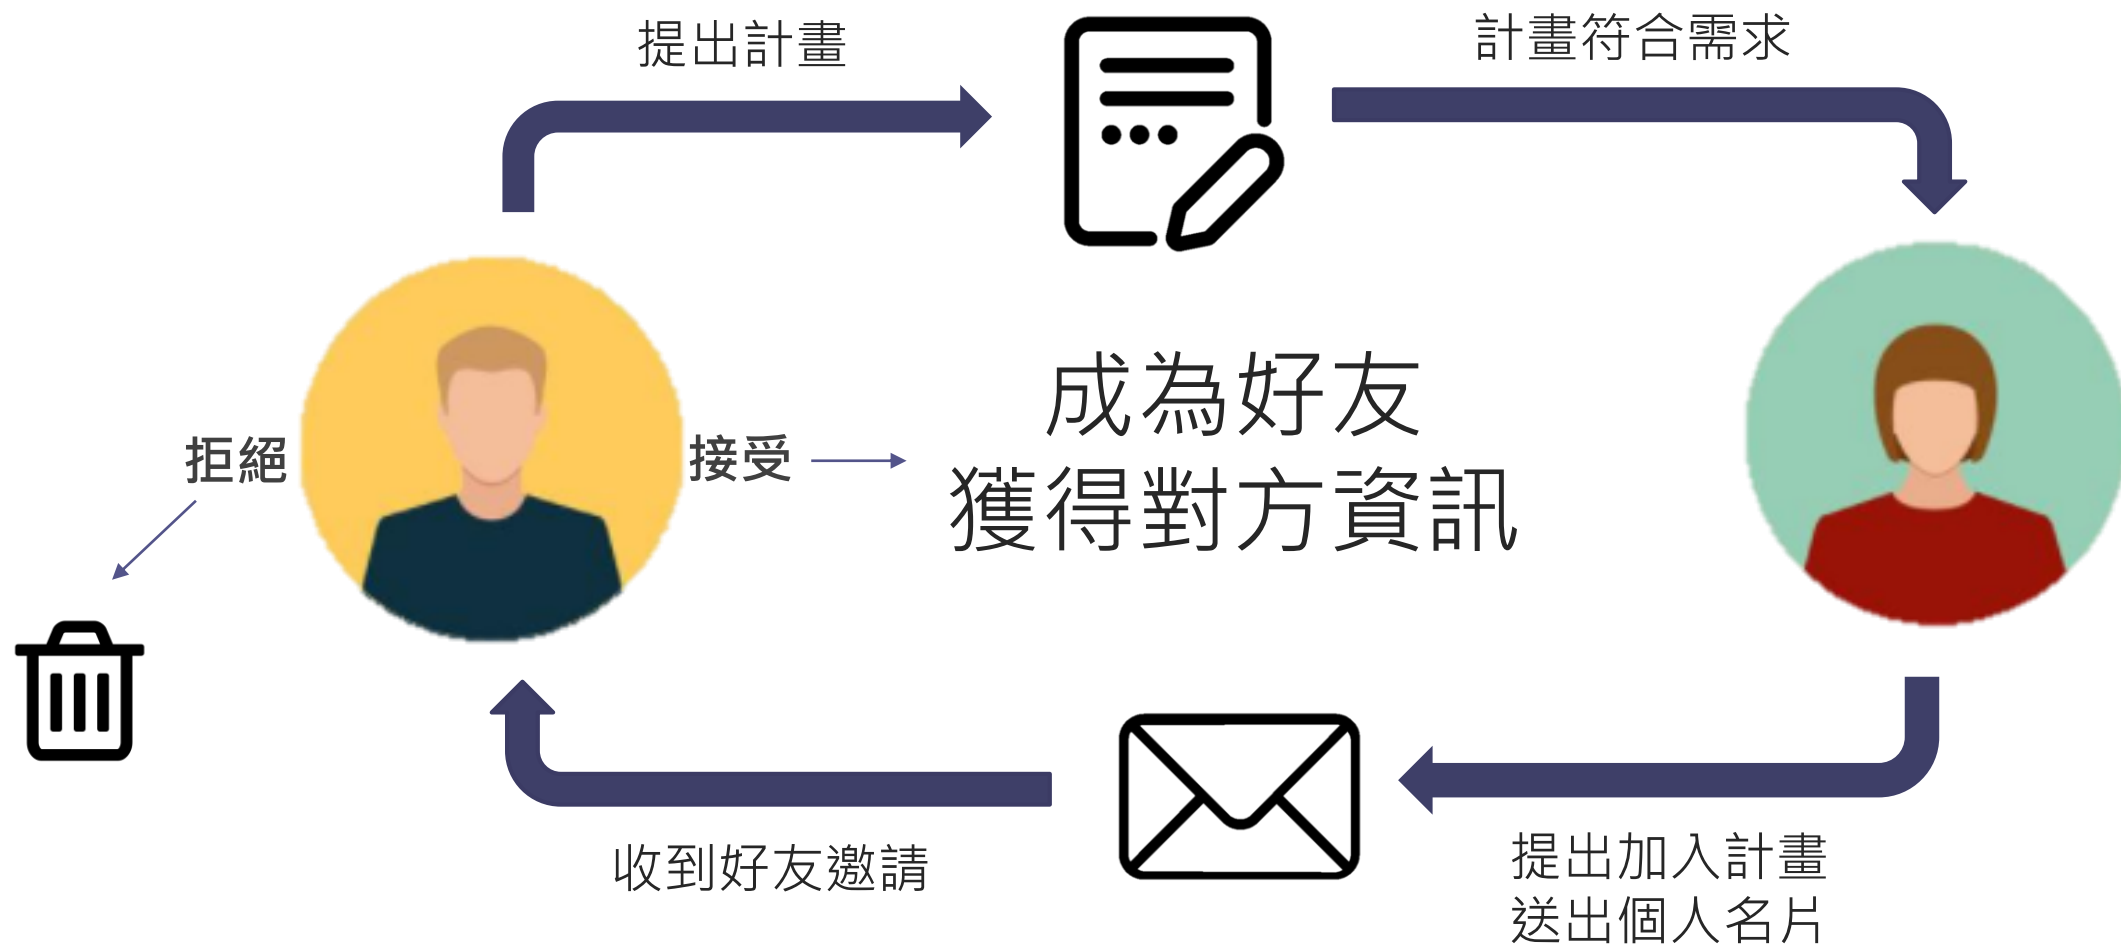 提出計畫
計畫符合需求
成為好友
獲得對方資訊
拒絕
接受
收到好友邀請
提出加入計畫
送出個人名片